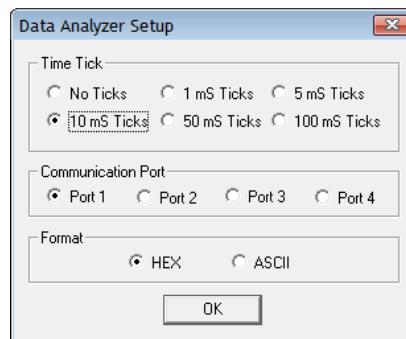 Data Analyzer Setup
Time Tick
No Ticks 1 mS Ticks 5 mS Ticks
10 mS Ticks 50 mS Ticks 100 mS Ticks
Communication Port
Port 1 Port 2 Port 3 Port 4
Format
HEX ASCII
OK